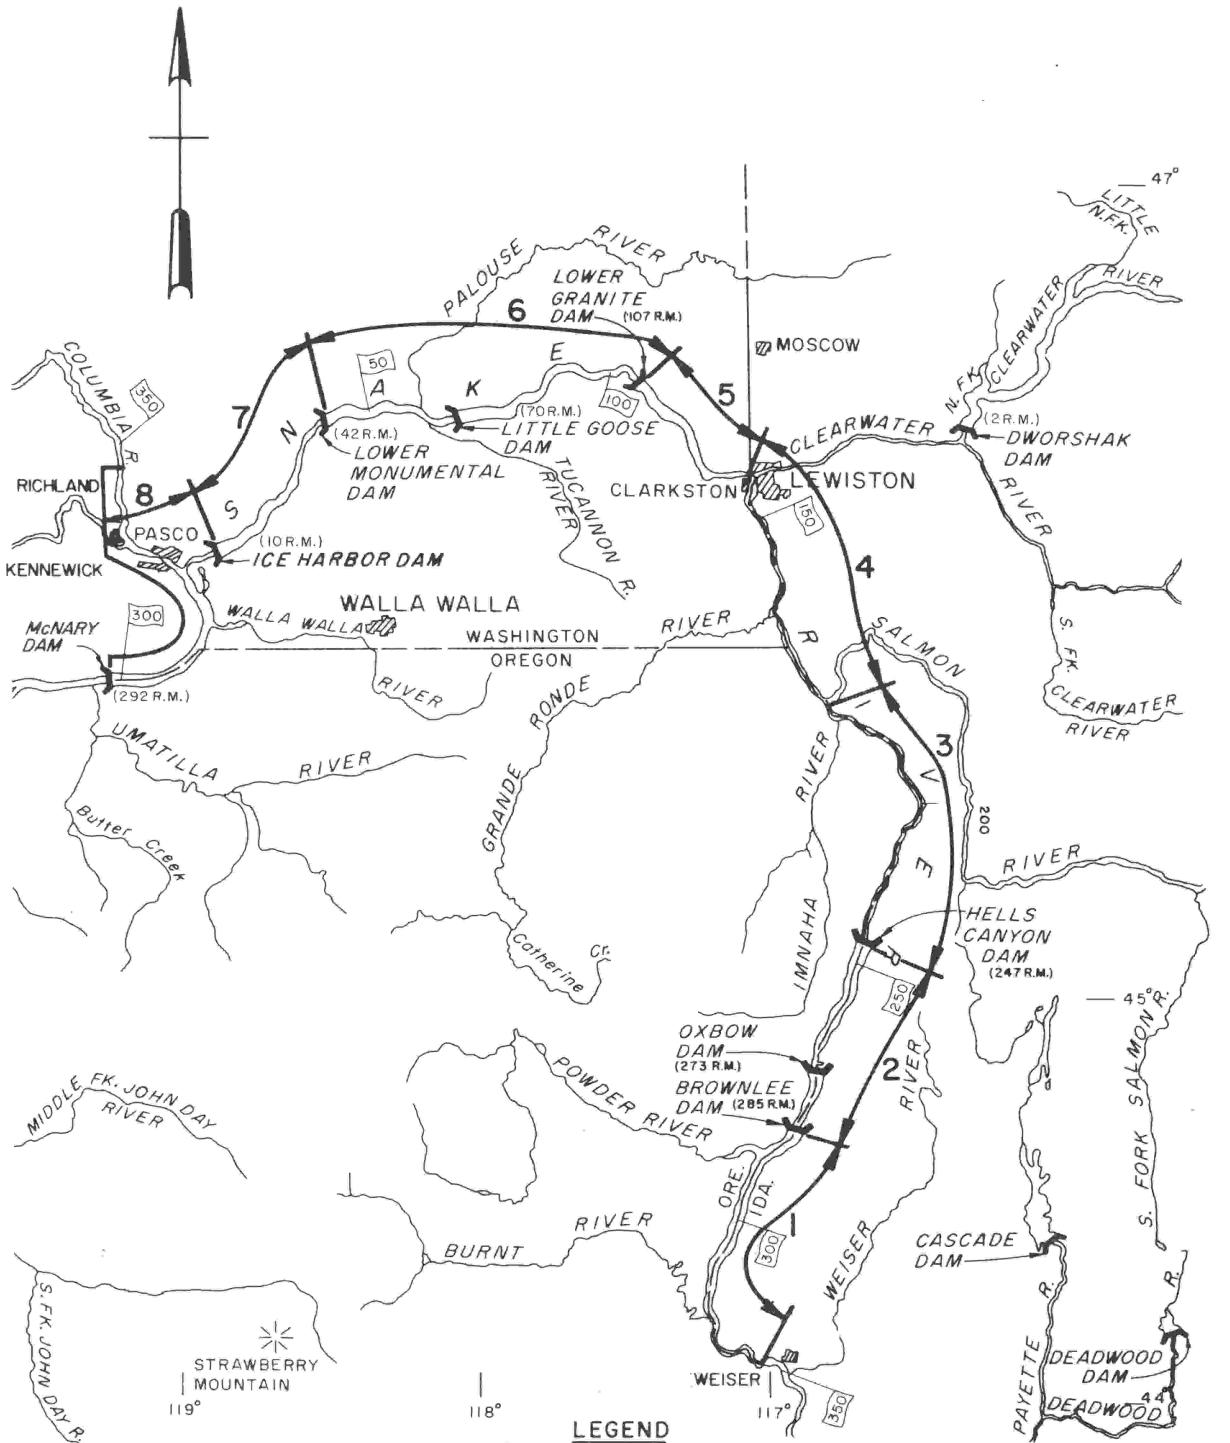 47°
LITTLE
N.FK.
RIVER
PALOUSE
RIVER
LOWER
GRANITE
DAM (107 R.M.)
6
CLEARWATER
N. FK.
MOSCOW
COLUMBIA
R.
350
50
7
5
100
S N A K E
R I V E R
(70 R.M.)
LITTLE GOOSE
DAM
(42 R.M.)
LOWER
MONUMENTAL
DAM
CLEARWATER
RIVER
(2 R.M.)
DWORSHAK
DAM
RICHLAND
8
PASCO
KENNEWICK
(10 R.M.)
ICE HARBOR DAM
TUCANNON R.
RIVER
CLARKSTON
LEWISTON
150
4
300
WALLA WALLA
WALLA WALLA
RIVER
McNARY
DAM
(292 R.M.)
WASHINGTON
OREGON
SALMON
RIVER
S. FK.
CLEARWATER
RIVER
UMATILLA
RIVER
GRANDE
RONDE
RIVER
3
200
Butter Creek
Catherine
Cr.
IMNAHA
RIVER
HELLS
CANYON
DAM
(247 R.M.)
250
45°
OXBOW
DAM
(273 R.M.)
BROWNLEE
DAM (285 R.M.)
2
POWDER RIVER
MIDDLE FK. JOHN DAY
RIVER
ORE.
IDA.
1
300
WEISER
RIVER
S. FORK SALMON R.
BURNT
RIVER
CASCADE
DAM
PAYETTE
R.
S. FK. JOHN DAY R.
STRAWBERRY
MOUNTAIN
WEISER
350
DEADWOOD
DAM
DEADWOOD
R.
44°
119°
118°
117°
LEGEND